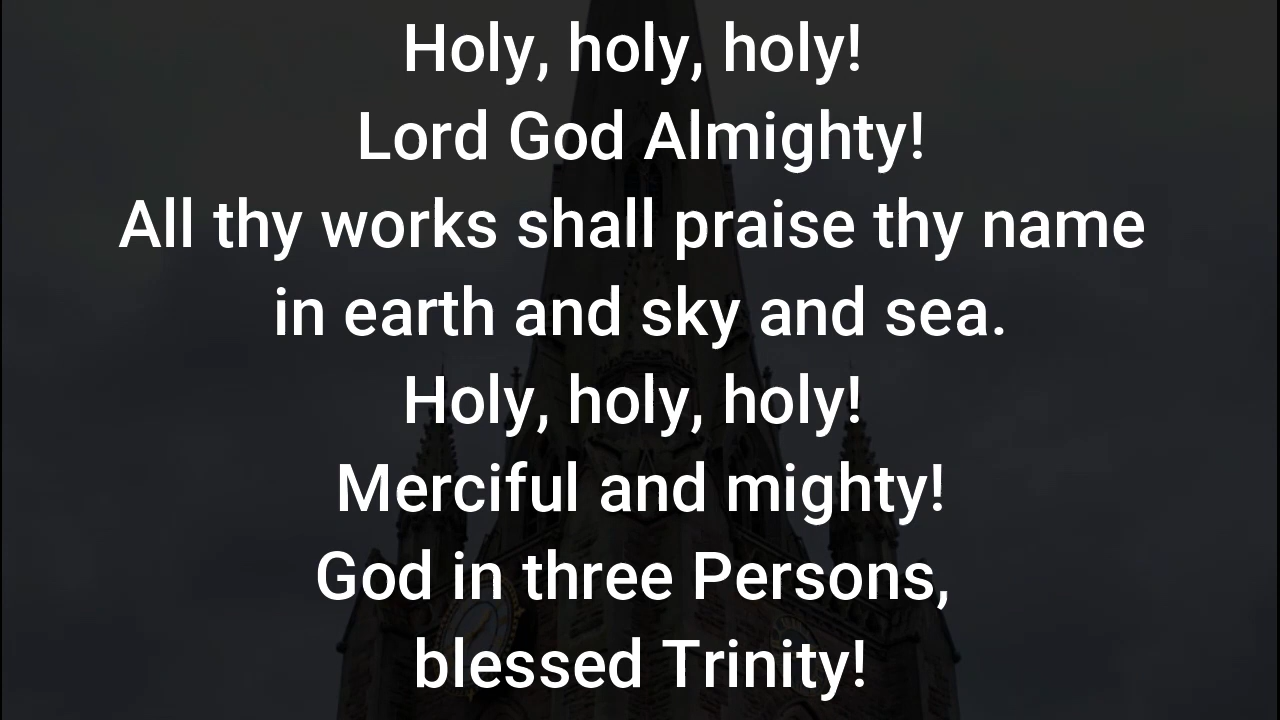 Holy, holy, holy!
Lord God Almighty!
All thy works shall praise thy name
in earth and sky and sea.
Holy, holy, holy!
Merciful and mighty!
God in three Persons,
blessed Trinity!